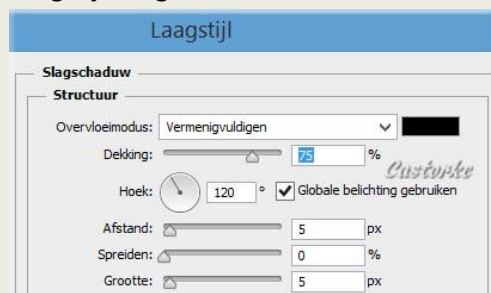 Laagstijl
Slagschaduw
Structuur
Overvloeimodus: Vermenigvuldigen
Dekking: 75 %
Custorke
Hoek: 120 ° Globale belichting gebruiken
Afstand: 5 px
Spreiden: 0 %
Grootte: 5 px